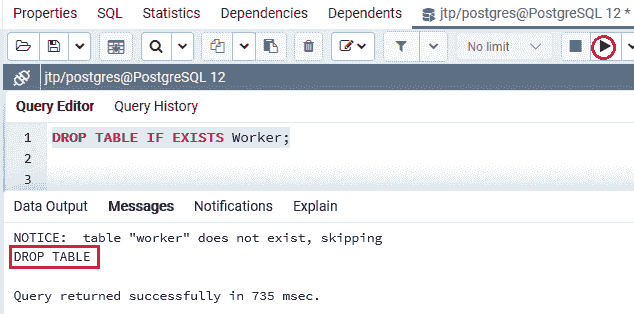 Properties SQL Statistics Dependencies Dependents jtp/postgres@PostgreSQL 12 *
No limit
jtp/postgres@PostgreSQL 12
Query Editor Query History
1 DROP TABLE IF EXISTS Worker;
2
3
Data Output Messages Notifications Explain
NOTICE: table "worker" does not exist, skipping
DROP TABLE
Query returned successfully in 735 msec.